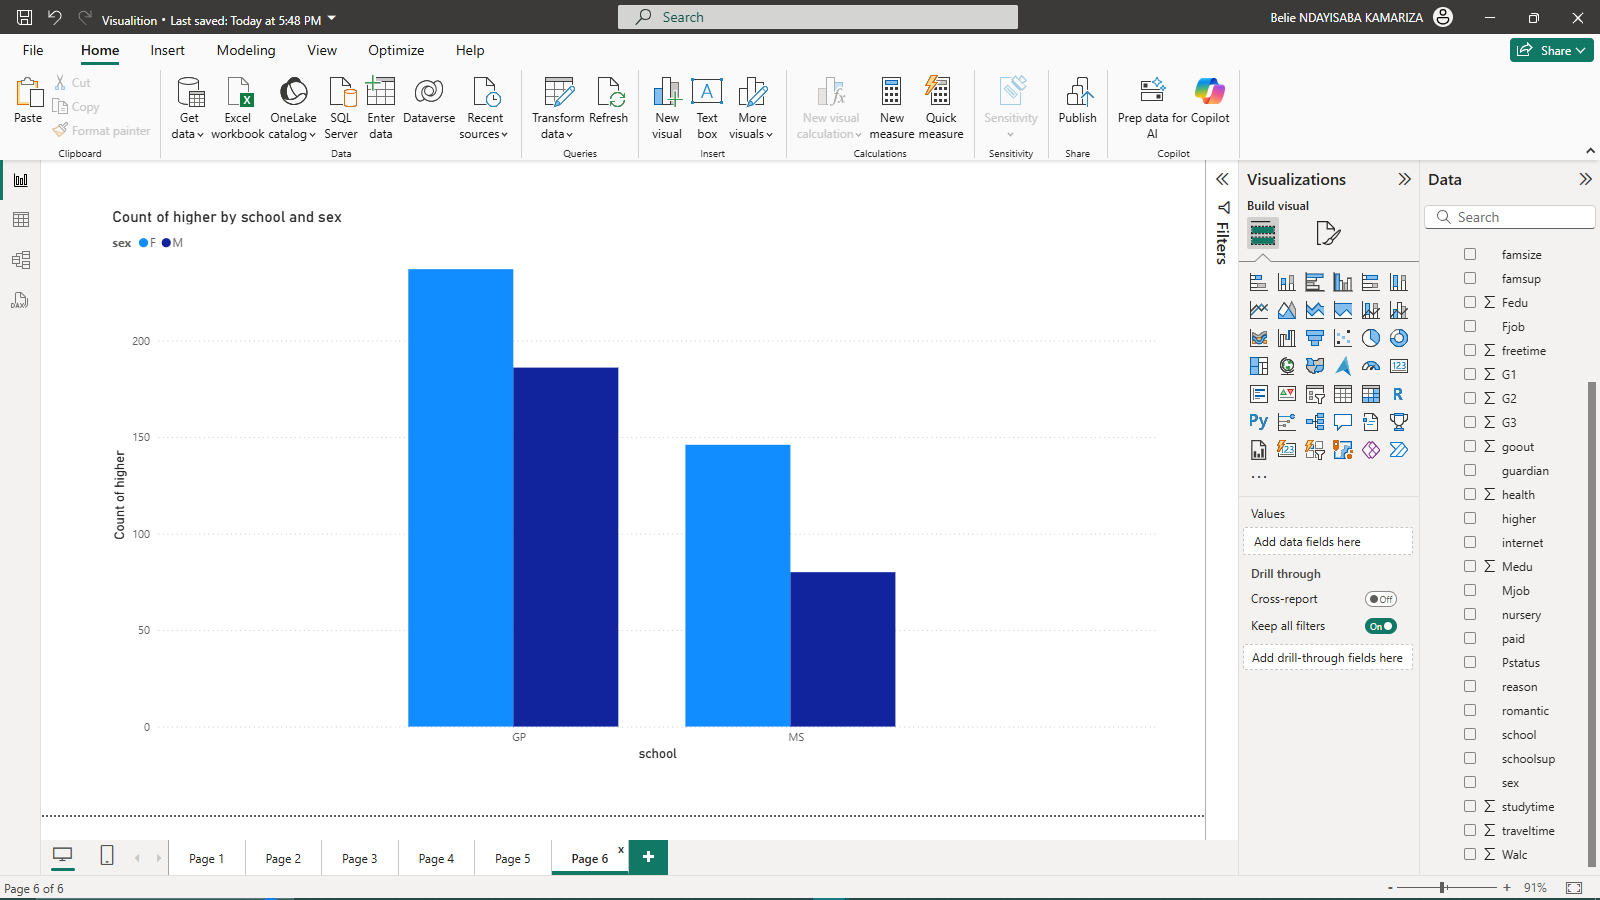 Visualition • Last saved: Today at 5:48 PM
Search
Belie NDAYISABA KAMARIZA
File
Home
Insert
Modeling
View
Optimize
Help
Share
Paste
Cut
Copy
Format painter
Clipboard
Get data
Excel workbook
OneLake catalog
SQL Server
Enter data
Dataverse
Recent sources
Data
Transform data
Refresh
Queries
New visual
Text box
More visuals
Insert
New visual calculation
New measure
Quick measure
Calculations
Sensitivity
Sensitivity
Publish
Share
Prep data for AI
Copilot
Copilot
Count of higher by school and sex
sex F M
Count of higher
200
150
100
50
0
GP
MS
school
Filters
Visualizations
Build visual
Values
Add data fields here
Drill through
Cross-report
Off
Keep all filters
On
Add drill-through fields here
Data
Search
famsize
famsup
Fedu
Fjob
freetime
G1
G2
G3
goout
guardian
health
higher
internet
Medu
Mjob
nursery
paid
Pstatus
reason
romantic
school
schoolsup
sex
studytime
traveltime
Walc
Page 1
Page 2
Page 3
Page 4
Page 5
Page 6
x
+
Page 6 of 6
- + 91%